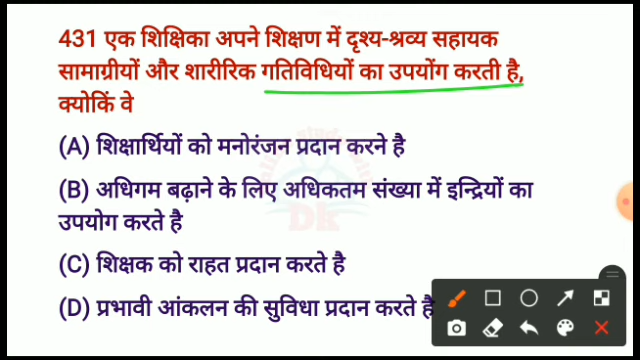 431 एक शिक्षिका अपने शिक्षण में दृश्य-श्रव्य सहायक
सामाग्रीयों और शारीरिक गतिविधियों का उपयोंग करती है,
क्योकिं वे
(A) शिक्षार्थियों को मनोरंजन प्रदान करने है
(B) अधिगम बढ़ाने के लिए अधिकतम संख्या में इन्द्रियों का
उपयोग करते है
(C) शिक्षक को राहत प्रदान करते है
(D) प्रभावी आंकलन की सुविधा प्रदान करते है
DK